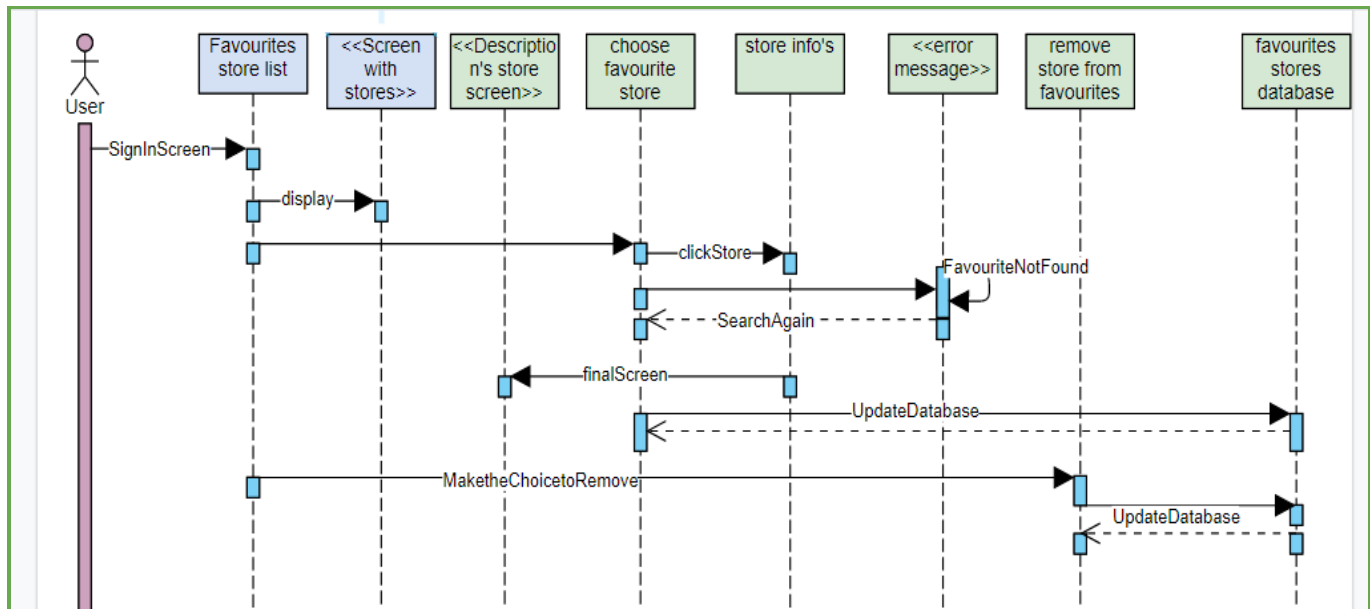 Favourites
store list
<<Screen
with
stores>>
<<Descriptio
n's store
screen>>
choose
favourite
store
store info's
<<error
message>>
remove
store from
favourites
favourites
stores
database
User
SignInScreen
display
clickStore
FavouriteNotFound
SearchAgain
finalScreen
UpdateDatabase
MaketheChoicetoRemove
UpdateDatabase